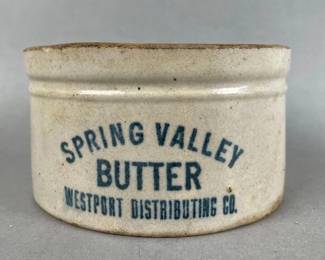 SPRING VALLEY
BUTTER
WESTPORT DISTRIBUTING CO.